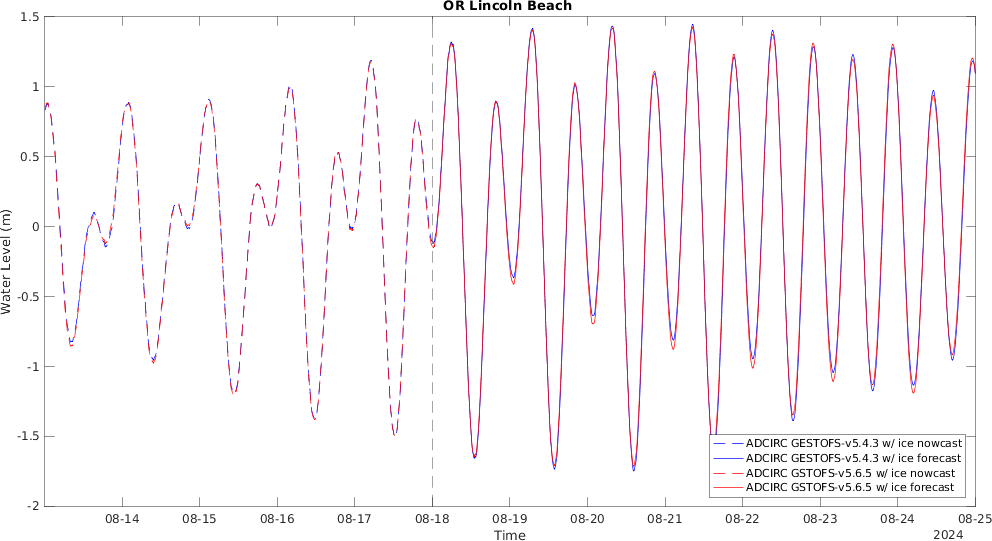 OR Lincoln Beach
1.5
1
0.5
0
-0.5
-1
-1.5
-2
Water Level (m)
08-14 08-15 08-16 08-17 08-18 08-19 08-20 08-21 08-22 08-23 08-24 08-25
Time
2024
ADCIRC GESTOFS-v5.4.3 w/ ice nowcast
ADCIRC GESTOFS-v5.4.3 w/ ice forecast
ADCIRC GSTOFS-v5.6.5 w/ ice nowcast
ADCIRC GSTOFS-v5.6.5 w/ ice forecast